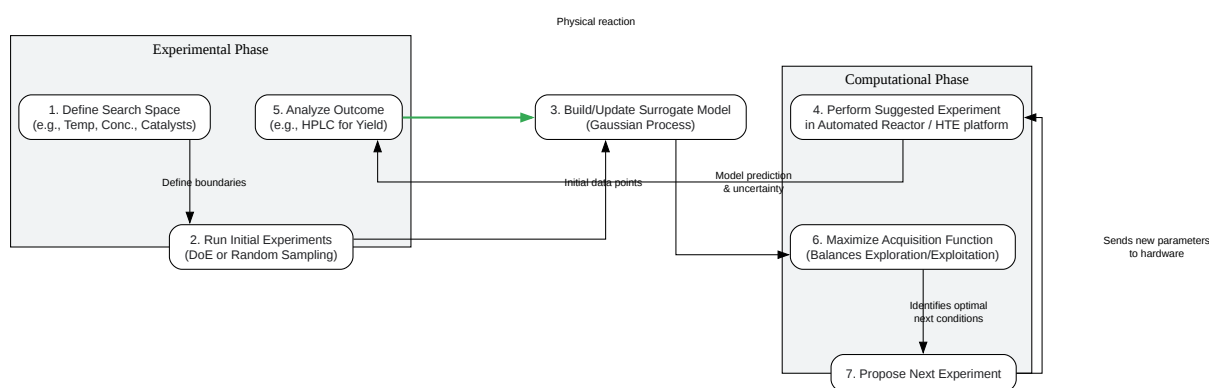 Physical reaction
Experimental Phase
Computational Phase
1. Define Search Space
(e.g., Temp, Conc., Catalysts)
5. Analyze Outcome
(e.g., HPLC for Yield)
3. Build/Update Surrogate Model
(Gaussian Process)
4. Perform Suggested Experiment
in Automated Reactor / HTE platform
Define boundaries
Initial data points
Model prediction
& uncertainty
2. Run Initial Experiments
(DoE or Random Sampling)
6. Maximize Acquisition Function
(Balances Exploration/Exploitation)
Sends new parameters
to hardware
Identifies optimal
next conditions
7. Propose Next Experiment